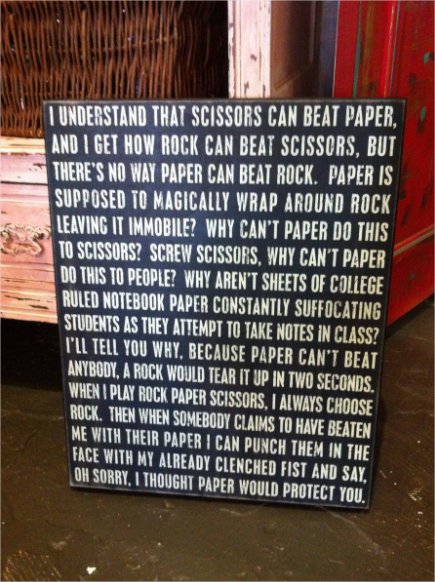 I UNDERSTAND THAT SCISSORS CAN BEAT PAPER,
AND I GET HOW ROCK CAN BEAT SCISSORS, BUT
THERE'S NO WAY PAPER CAN BEAT ROCK. PAPER IS
SUPPOSED TO MAGICALLY WRAP AROUND ROCK
LEAVING IT IMMOBILE? WHY CAN'T PAPER DO THIS
TO SCISSORS? SCREW SCISSORS, WHY CAN'T PAPER
DO THIS TO PEOPLE? WHY AREN'T SHEETS OF COLLEGE
RULED NOTEBOOK PAPER CONSTANTLY SUFFOCATING
STUDENTS AS THEY ATTEMPT TO TAKE NOTES IN CLASS?
I'LL TELL YOU WHY, BECAUSE PAPER CAN'T BEAT
ANYBODY, A ROCK WOULD TEAR IT UP IN TWO SECONDS.
WHEN I PLAY ROCK PAPER SCISSORS, I ALWAYS CHOOSE
ROCK. THEN WHEN SOMEBODY CLAIMS TO HAVE BEATEN
ME WITH THEIR PAPER I CAN PUNCH THEM IN THE
FACE WITH MY ALREADY CLENCHED FIST AND SAY,
OH SORRY, I THOUGHT PAPER WOULD PROTECT YOU.